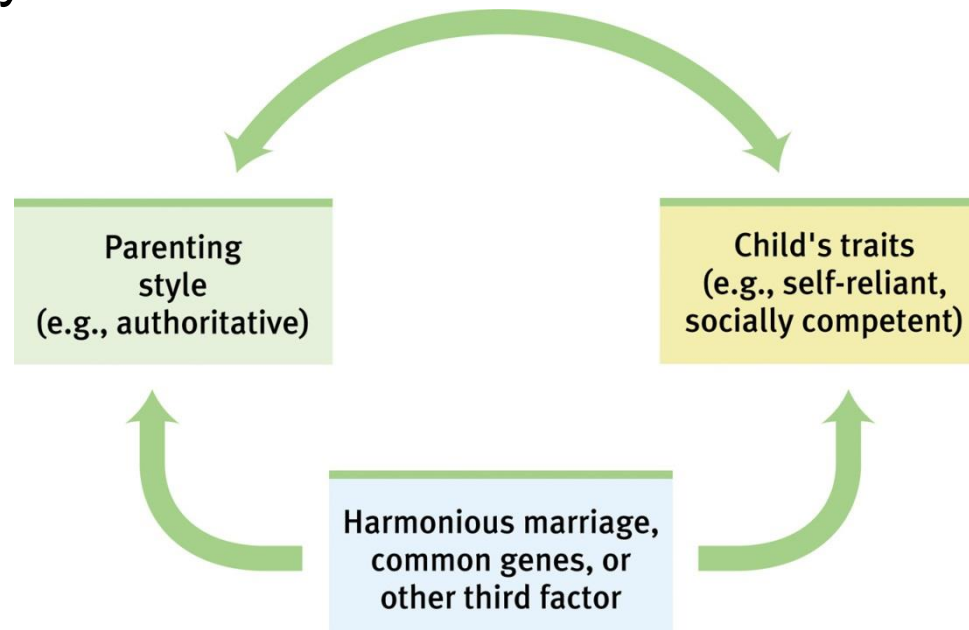 Parenting
style
(e.g., authoritative)
Child's traits
(e.g., self-reliant,
socially competent)
Harmonious marriage,
common genes, or
other third factor